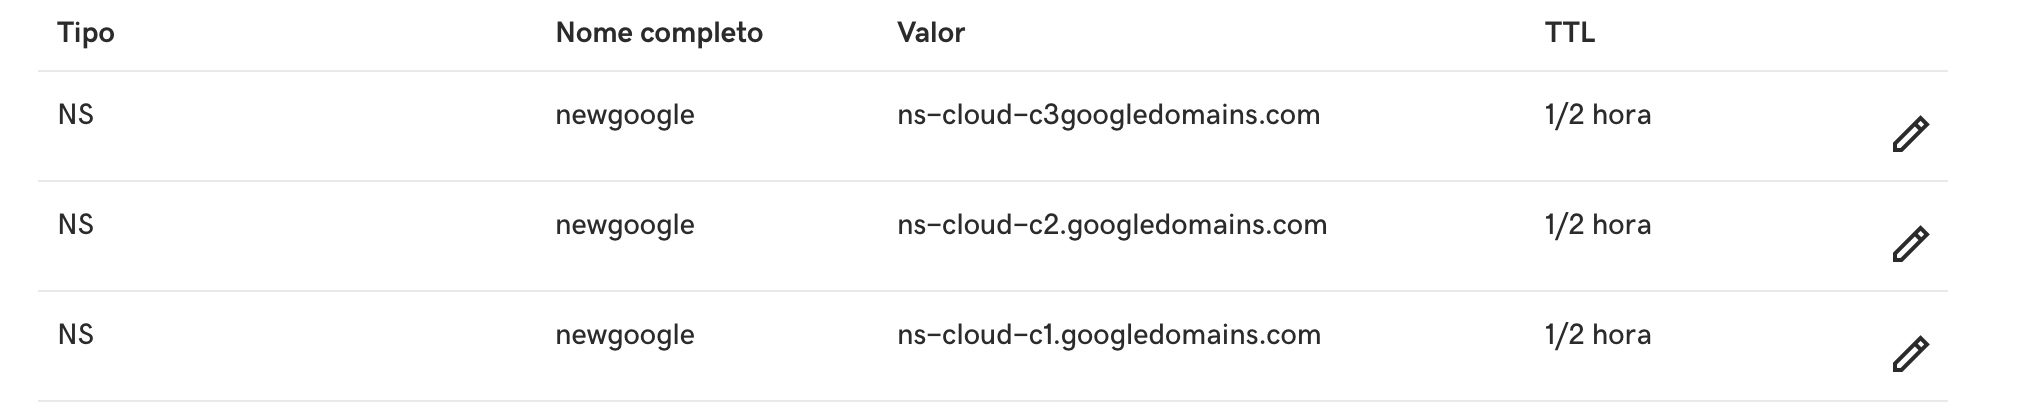 Tipo Nome completo Valor TTL
NS newgoogle ns-cloud-c3googledomains.com 1/2 hora
NS newgoogle ns-cloud-c2.googledomains.com 1/2 hora
NS newgoogle ns-cloud-c1.googledomains.com 1/2 hora